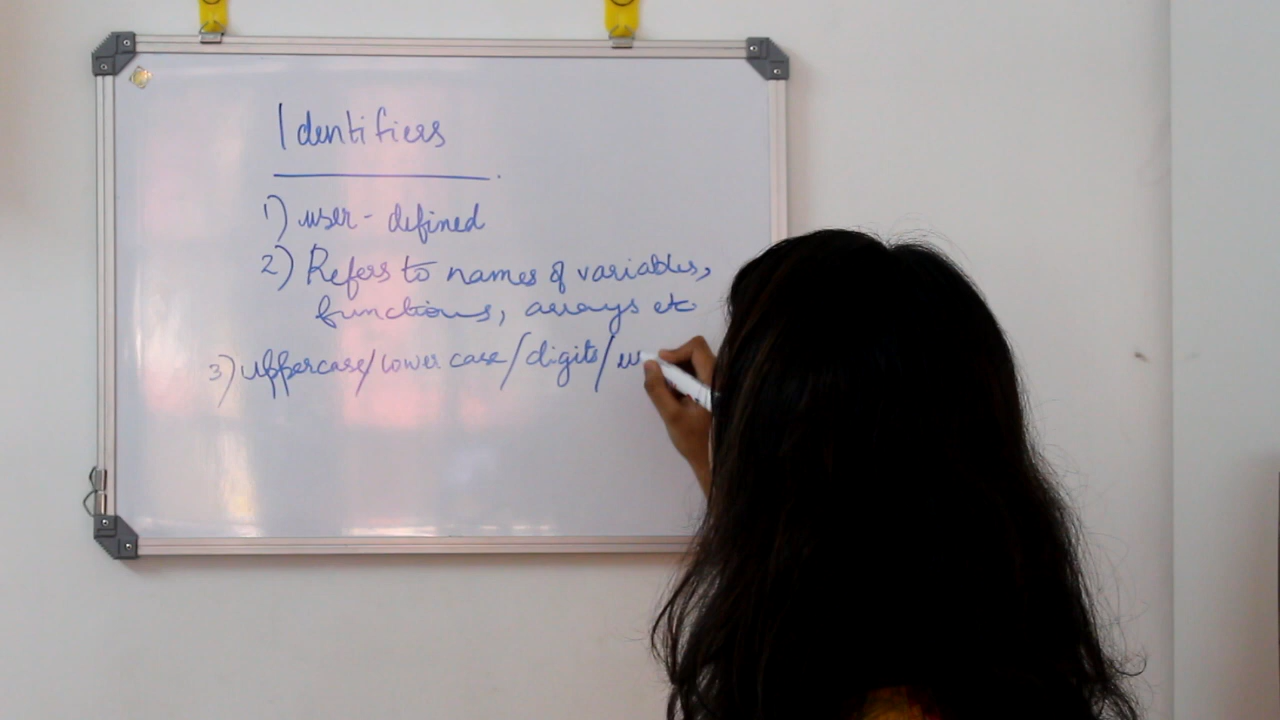 Identifiers
1) user-defined
2) Refers to names of variables,
functions, arrays etc
3) uppercase/lower case/digits/